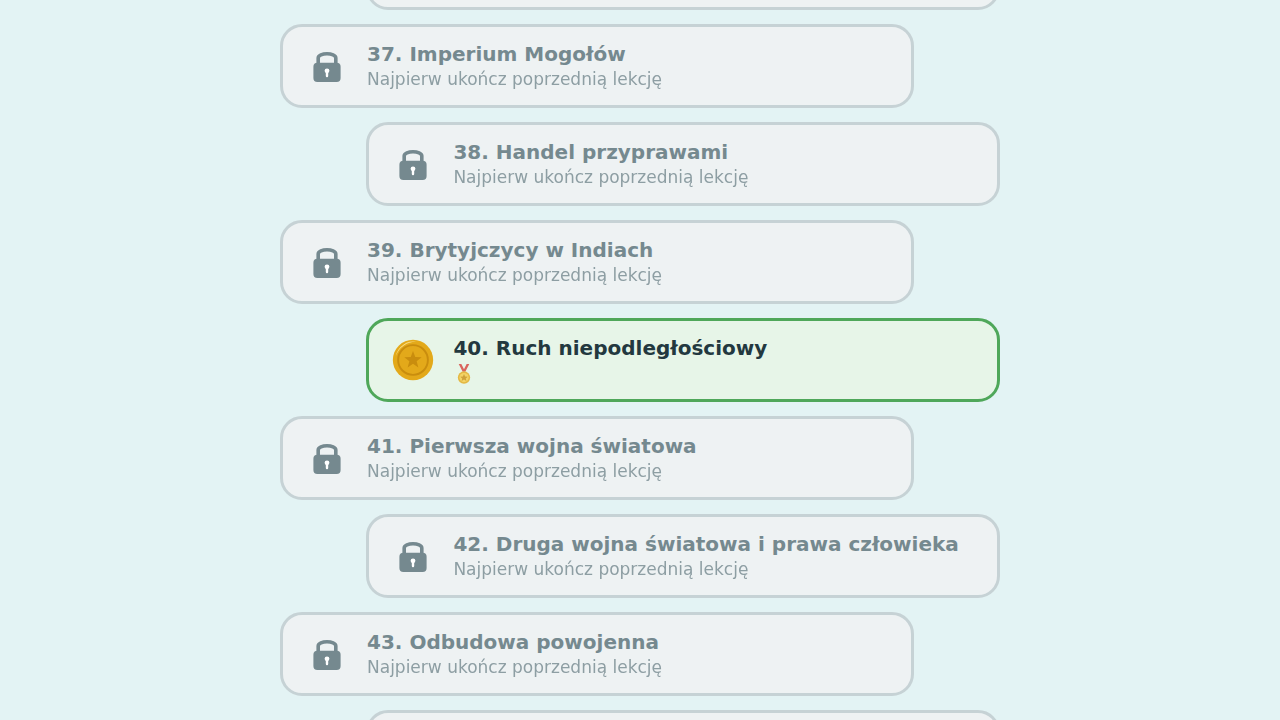 37. Imperium Mogołów
Najpierw ukończ poprzednią lekcję
38. Handel przyprawami
Najpierw ukończ poprzednią lekcję
39. Brytyjczycy w Indiach
Najpierw ukończ poprzednią lekcję
40. Ruch niepodległościowy
41. Pierwsza wojna światowa
Najpierw ukończ poprzednią lekcję
42. Druga wojna światowa i prawa człowieka
Najpierw ukończ poprzednią lekcję
43. Odbudowa powojenna
Najpierw ukończ poprzednią lekcję